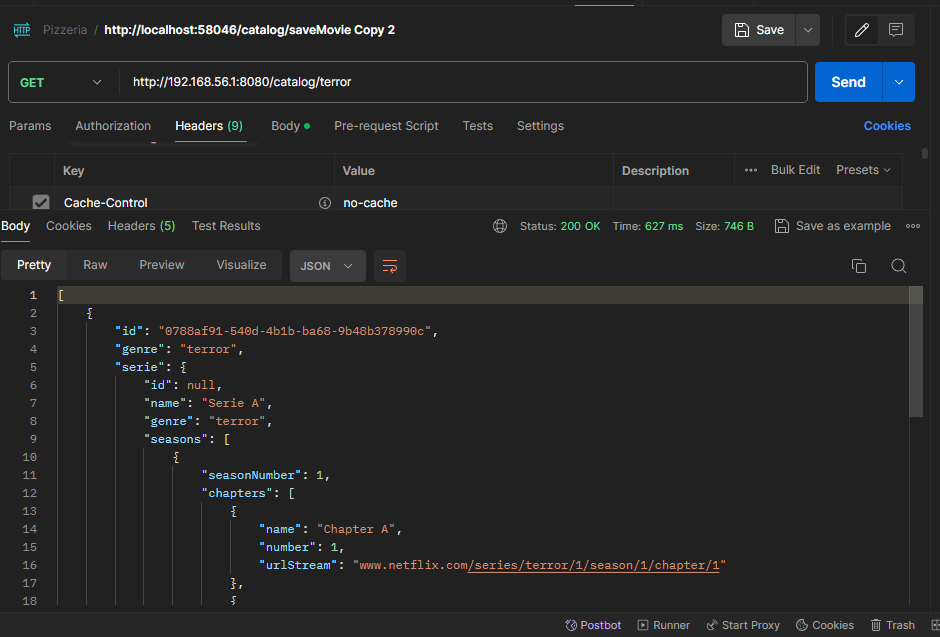 HTTP Pizzeria / http://localhost:58046/catalog/saveMovie Copy 2 Save
GET http://192.168.56.1:8080/catalog/terror Send
Params Authorization Headers (9) Body Pre-request Script Tests Settings Cookies
Key Value Description Bulk Edit Presets
Cache-Control no-cache
Body Cookies Headers (5) Test Results Status: 200 OK Time: 627 ms Size: 746 B Save as example
Pretty Raw Preview Visualize JSON
1 [
2 {
3 "id": "0788af91-540d-4b1b-ba68-9b48b378990c",
4 "genre": "terror",
5 "serie": {
6 "id": null,
7 "name": "Serie A",
8 "genre": "terror",
9 "seasons": [
10 {
11 "seasonNumber": 1,
12 "chapters": [
13 {
14 "name": "Chapter A",
15 "number": 1,
16 "urlStream": "www.netflix.com/series/terror/1/season/1/chapter/1"
17 },
18 {
Postbot Runner Start Proxy Cookies Trash